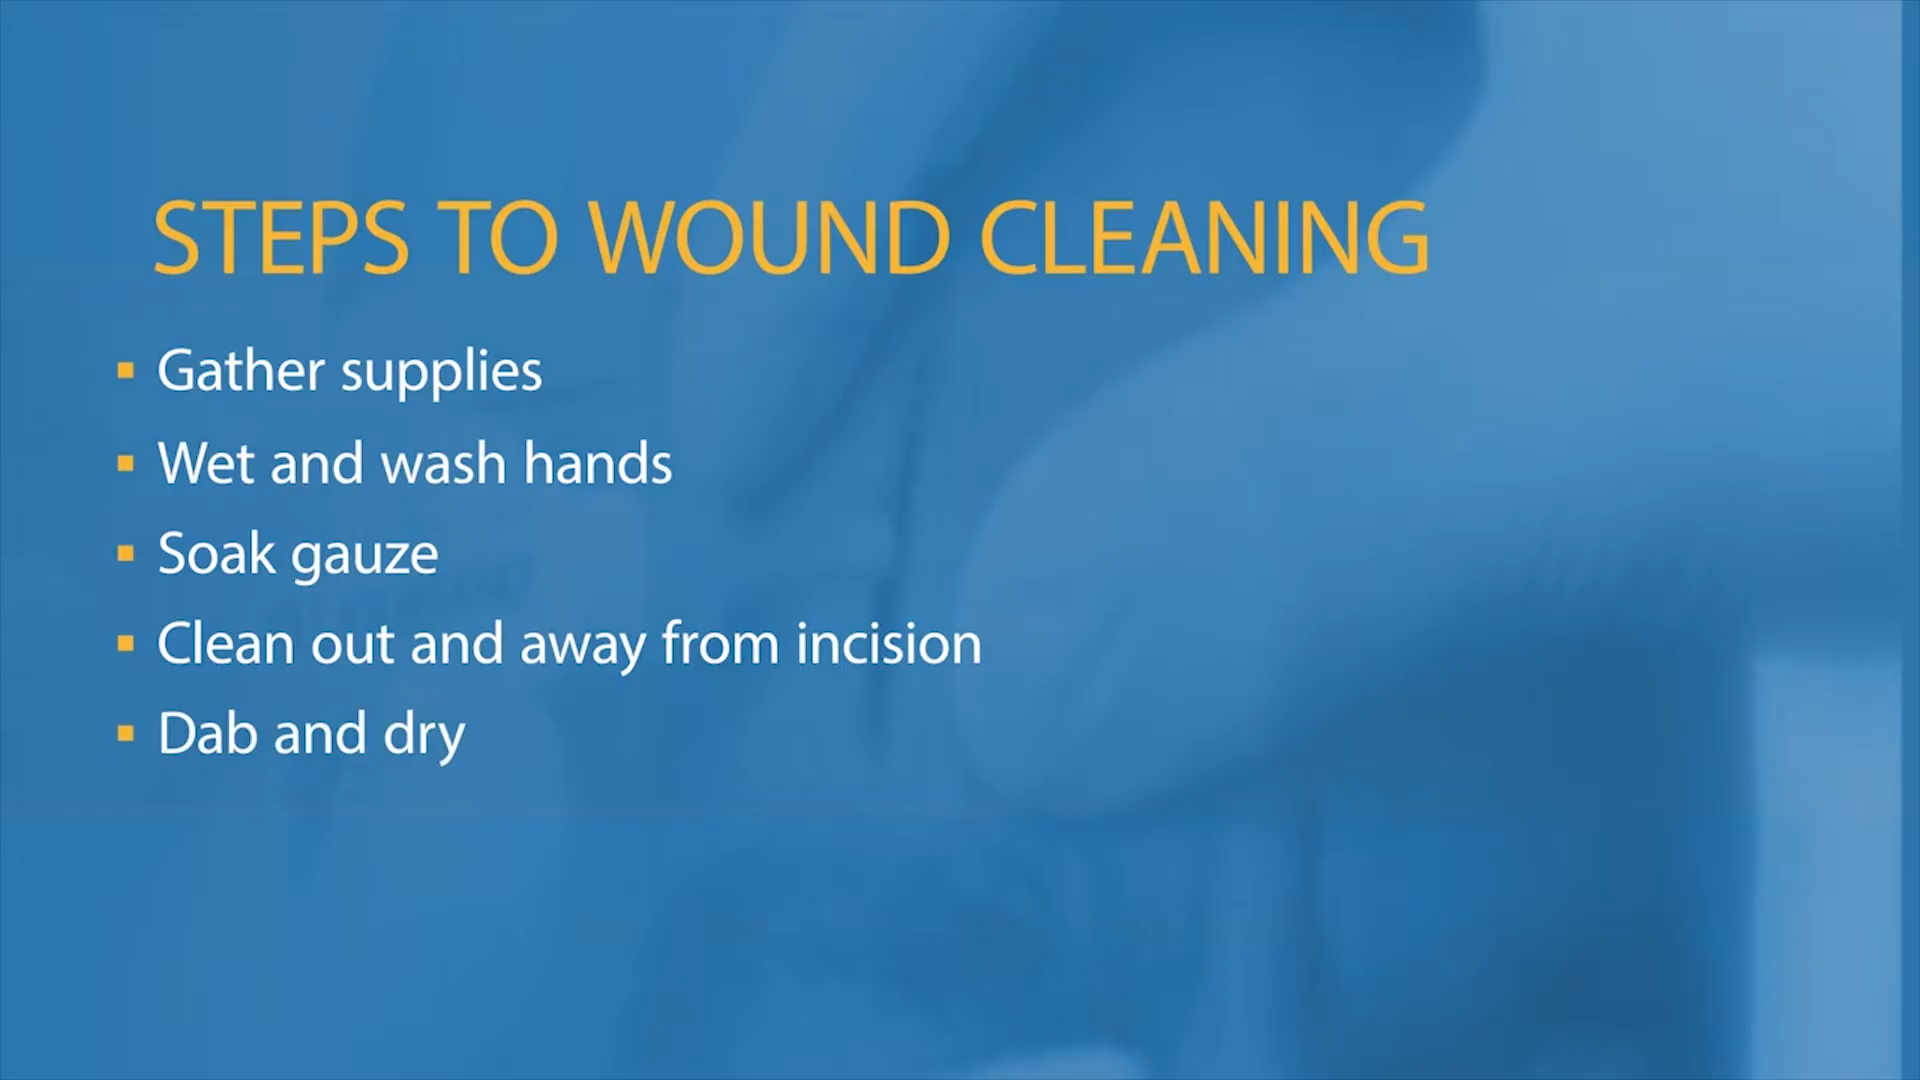 STEPS TO WOUND CLEANING
Gather supplies
Wet and wash hands
Soak gauze
Clean out and away from incision
Dab and dry